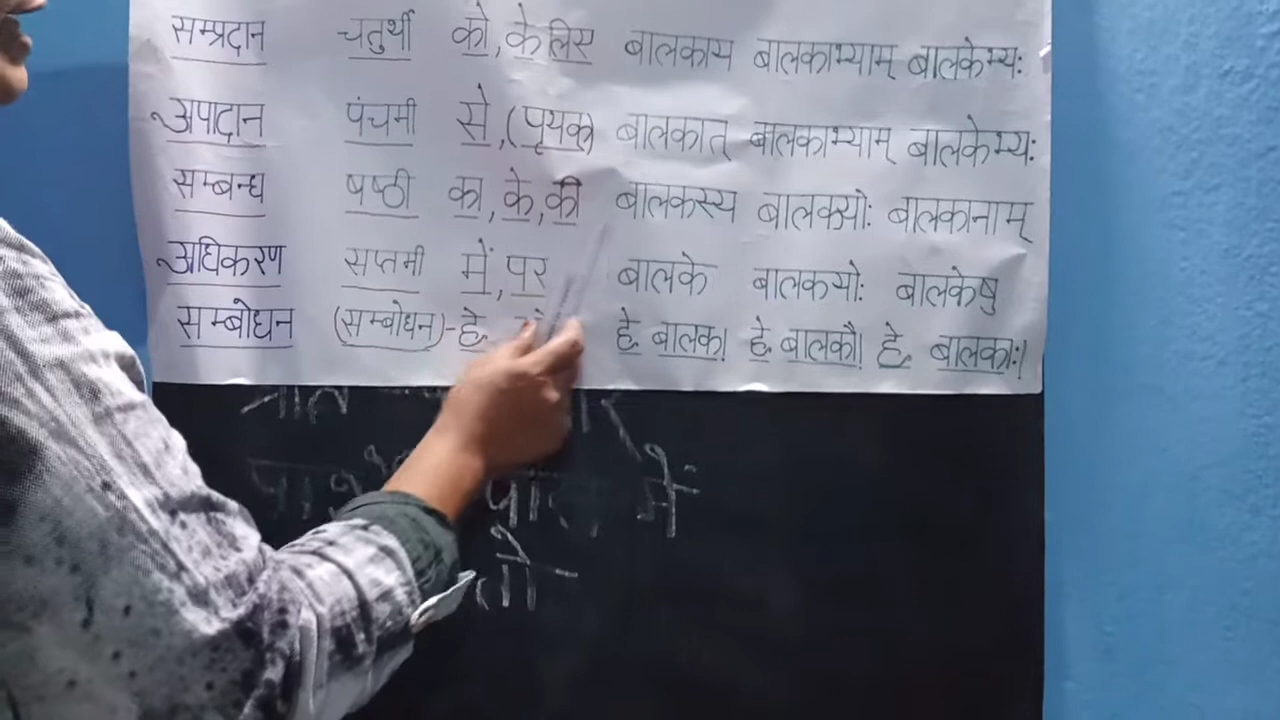 सम्प्रदान चतुर्थी को, के लिए बालकाय बालकाभ्याम् बालकेभ्यः
अपादान पंचमी से, (पृथक) बालकात् बालकाभ्याम् बालकेभ्यः
सम्बन्ध षष्ठी का, के, की बालकस्य बालकयोः बालकानाम्
अधिकरण सप्तमी में, पर बालके बालकयोः बालकेषु
सम्बोधन (सम्बोधन)-हे, हे बालक! हे बालकौ! हे बालकाः!
में